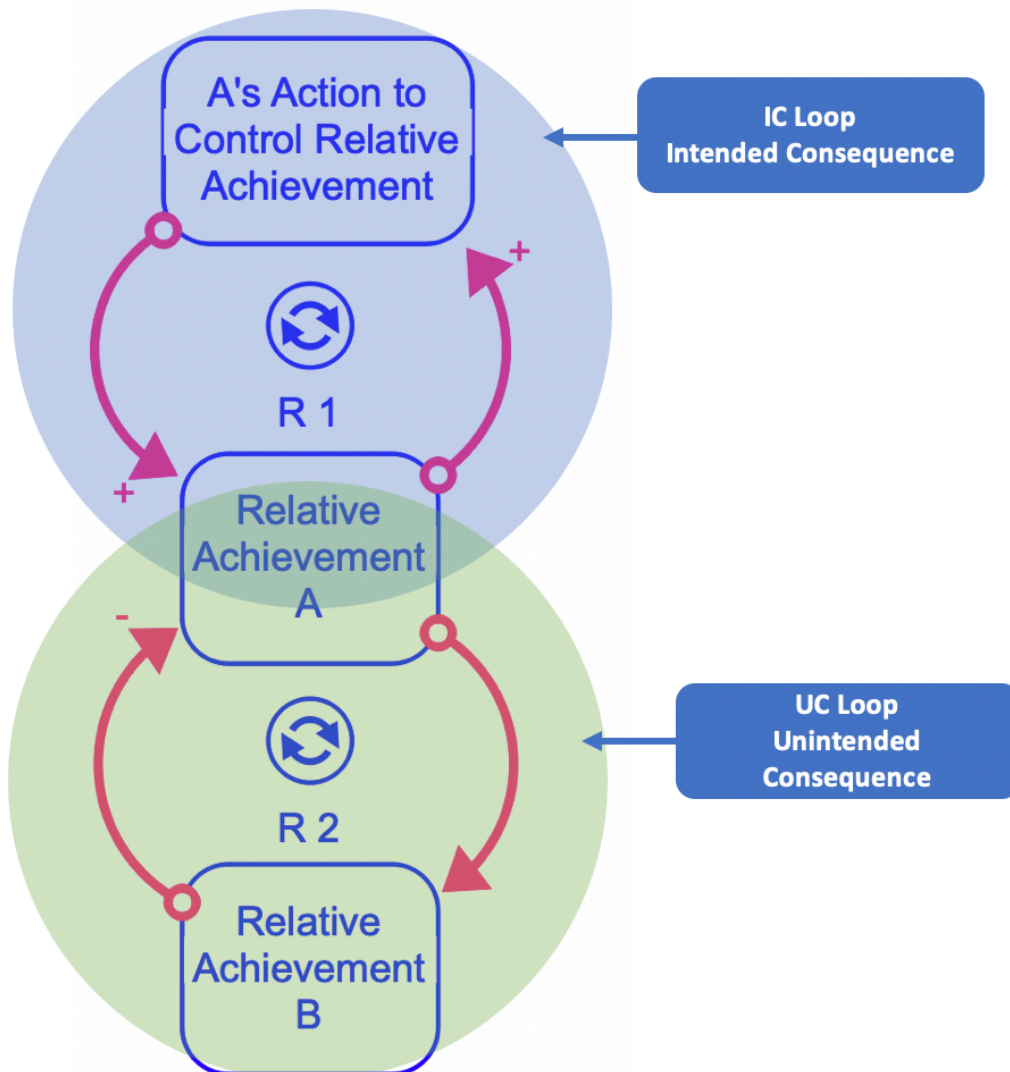 A's Action to
Control Relative
Achievement
IC Loop
Intended Consequence
+
R 1
+
Relative
Achievement
A
-
R 2
UC Loop
Unintended
Consequence
Relative
Achievement
B